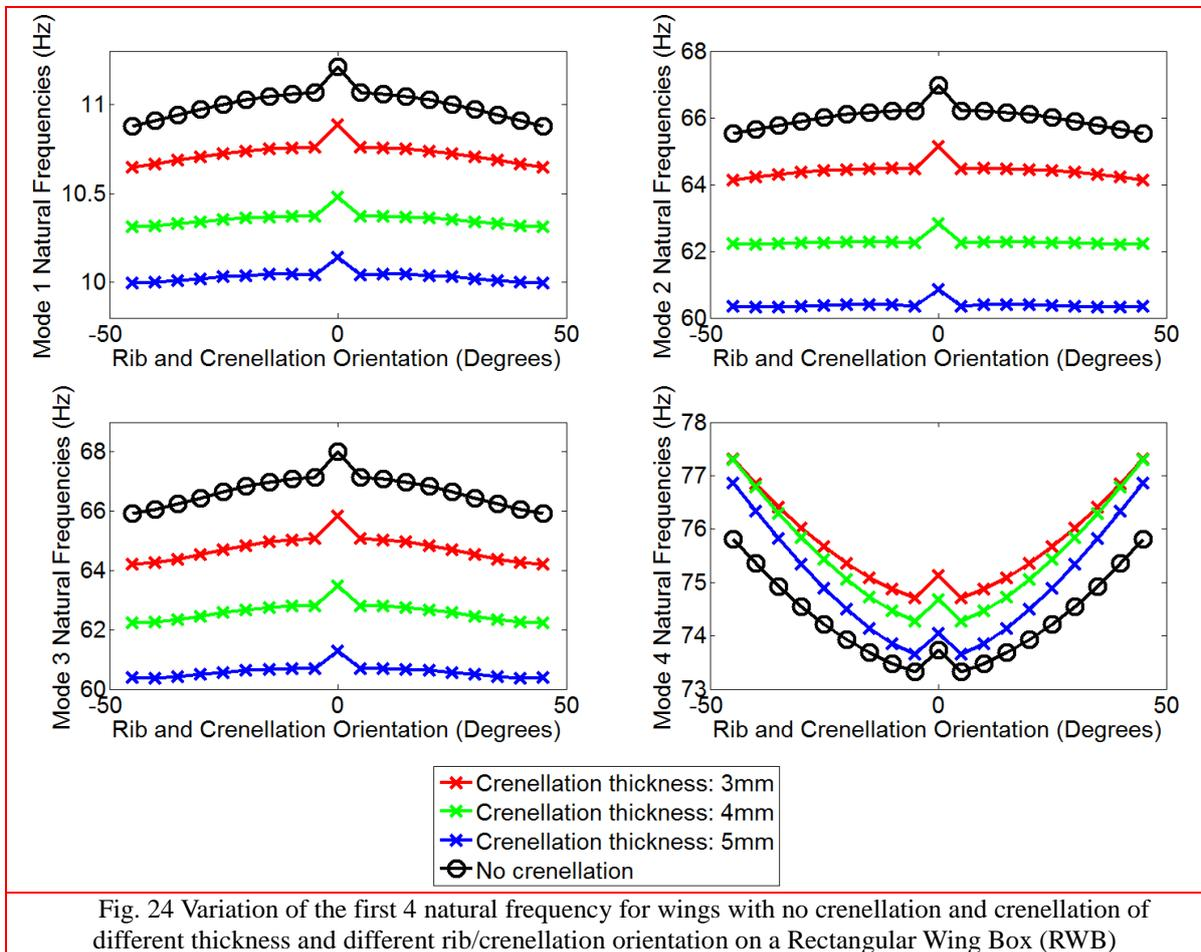 Mode 1 Natural Frequencies (Hz)
11
10.5
10
-50
0
50
Rib and Crenellation Orientation (Degrees)
Mode 2 Natural Frequencies (Hz)
68
66
64
62
60
-50
0
50
Rib and Crenellation Orientation (Degrees)
Mode 3 Natural Frequencies (Hz)
68
66
64
62
60
-50
0
50
Rib and Crenellation Orientation (Degrees)
Mode 4 Natural Frequencies (Hz)
78
77
76
75
74
73
-50
0
50
Rib and Crenellation Orientation (Degrees)
Crenellation thickness: 3mm
Crenellation thickness: 4mm
Crenellation thickness: 5mm
No crenellation
Fig. 24 Variation of the first 4 natural frequency for wings with no crenellation and crenellation of
different thickness and different rib/crenellation orientation on a Rectangular Wing Box (RWB)